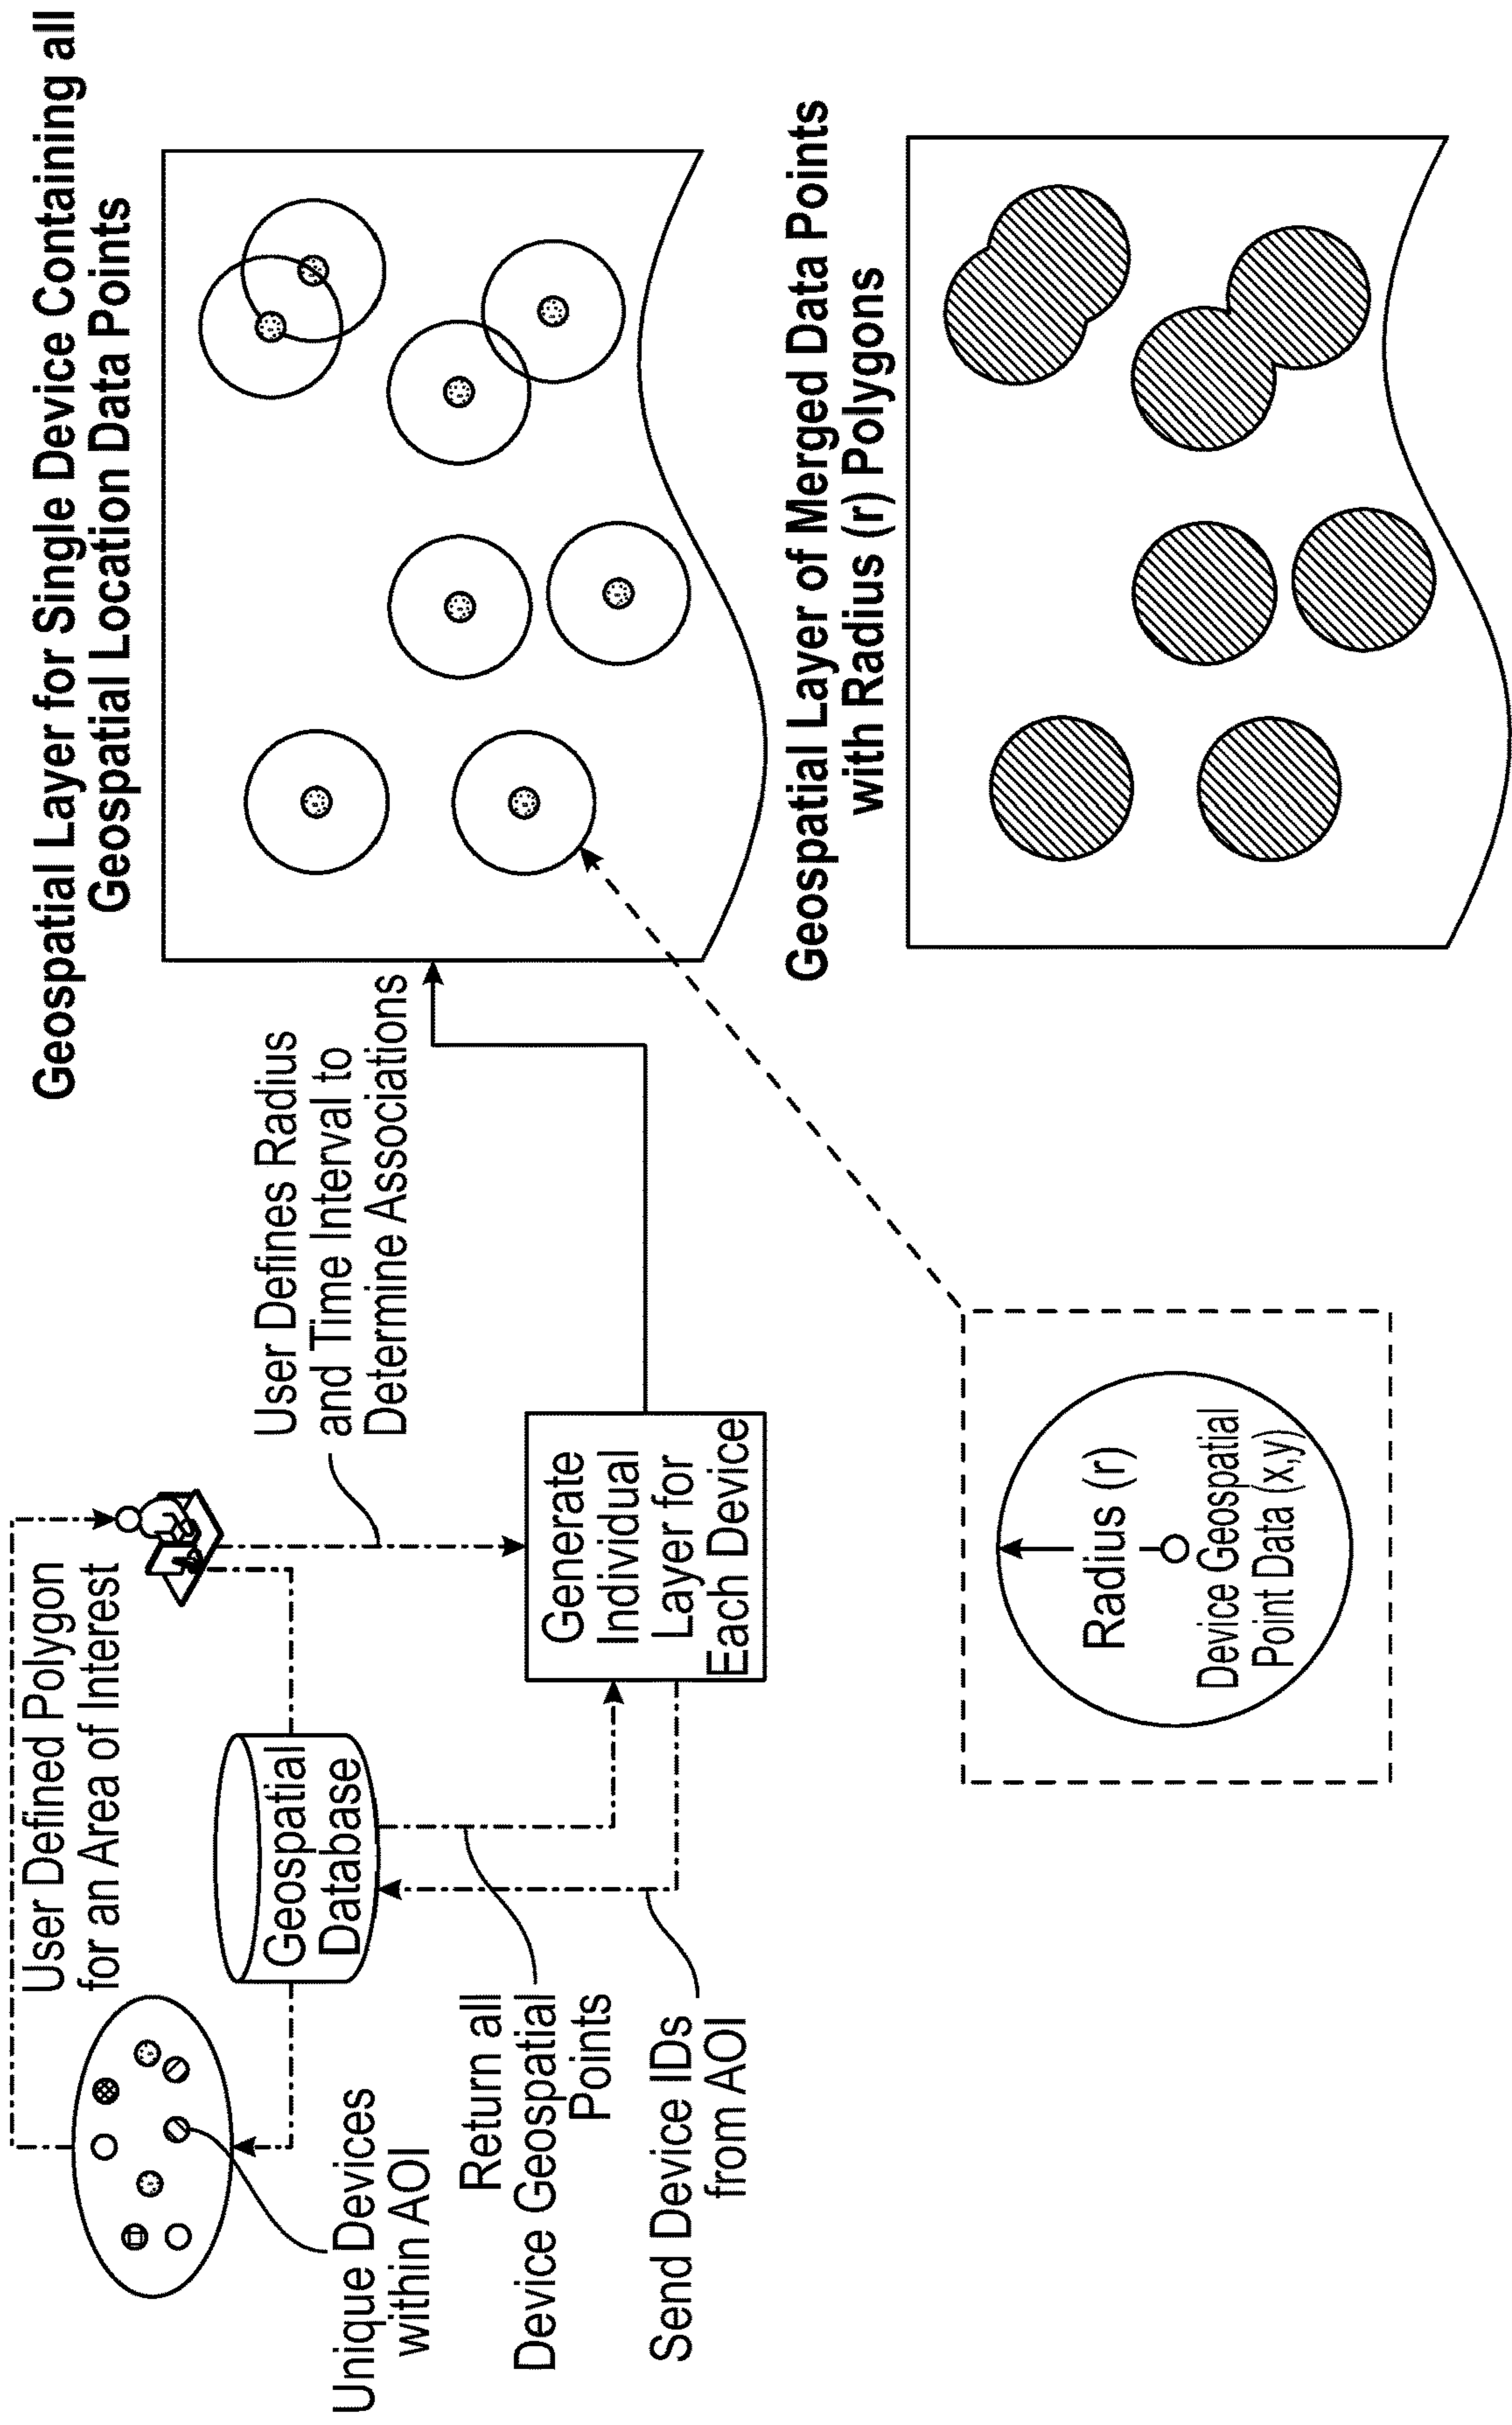 User Defined Polygon
for an Area of Interest
Unique Devices
within AOI
Geospatial
Database
Return all
Device Geospatial
Points
Send Device IDs
from AOI
User Defines Radius
and Time Interval to
Determine Associations
Generate
Individual
Layer for
Each Device
Radius (r)
Device Geospatial
Point Data (x,y)
Geospatial Layer for Single Device Containing all
Geospatial Location Data Points
Geospatial Layer of Merged Data Points
with Radius (r) Polygons